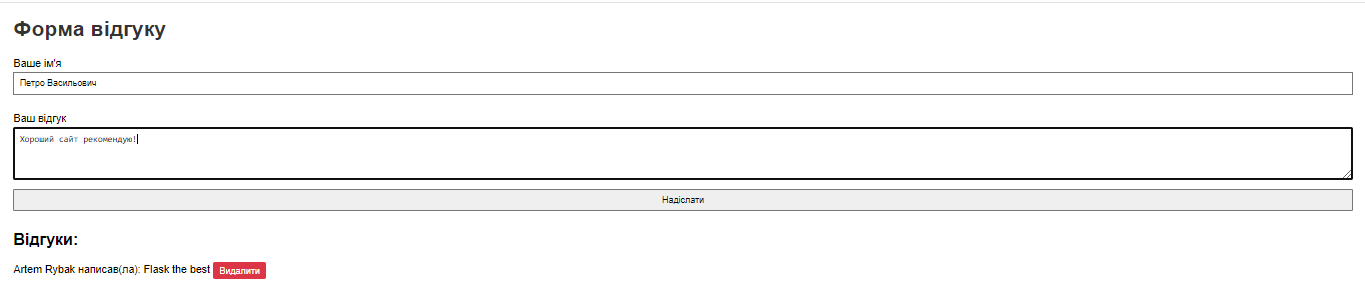 Форма відгуку
Ваше ім'я
Петро Васильович
Ваш відгук
Хороший сайт рекомендую!
Надіслати
Відгуки:
Artem Rybak написав(ла): Flask the best Видалити